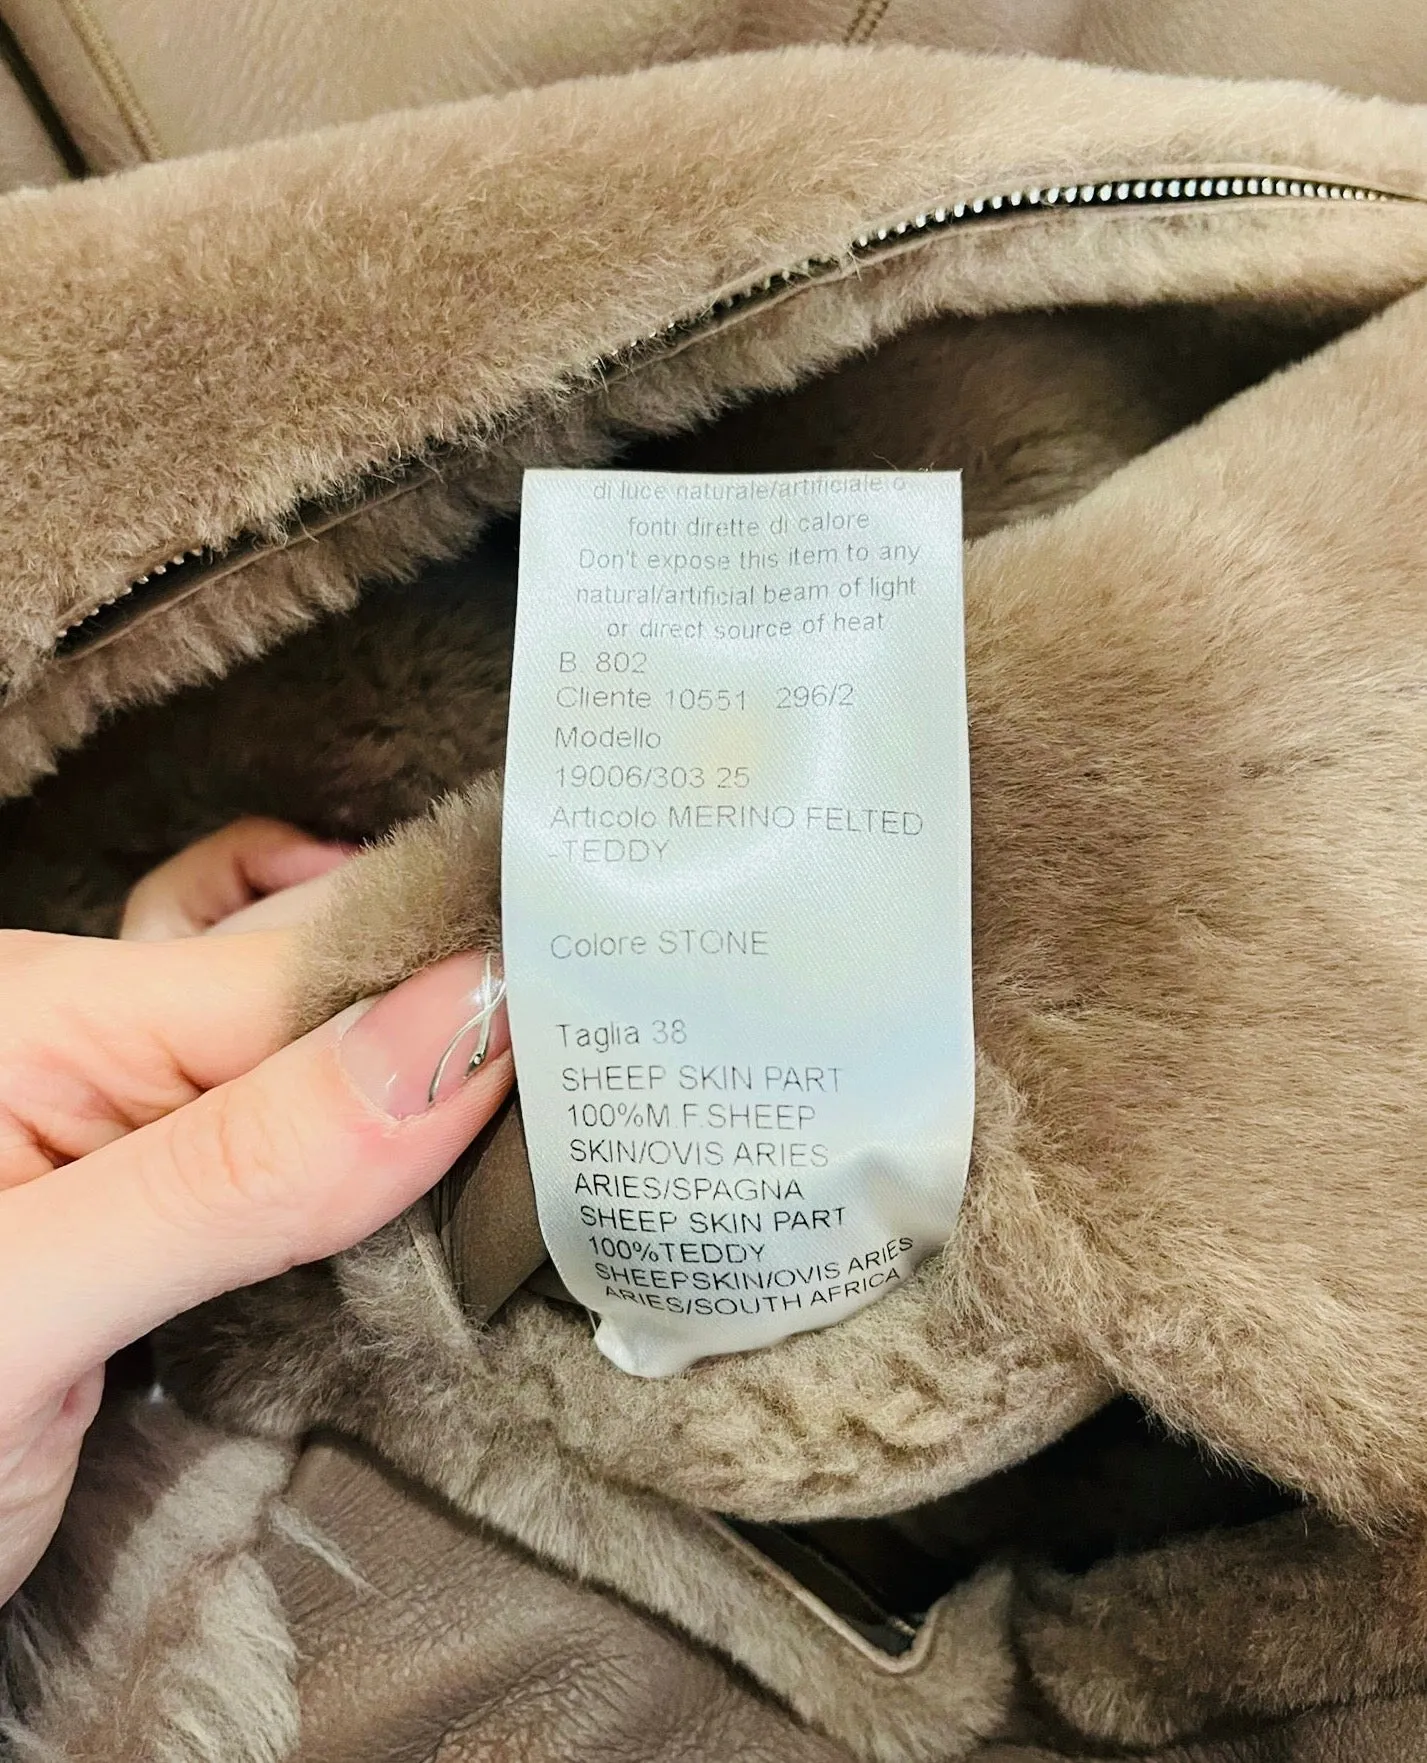 di luce naturale/artificiale o
fonti dirette di calore
Don't expose this item to any
natural/artificial beam of light
or direct source of heat
B 802
Cliente 10551 296/2
Modello
19006/303 25
Articolo MERINO FELTED
-TEDDY
Colore STONE
Taglia 38
SHEEP SKIN PART
100%M.F.SHEEP
SKIN/OVIS ARIES
ARIES/SPAGNA
SHEEP SKIN PART
100%TEDDY
SHEEPSKIN/OVIS ARIES
ARIES/SOUTH AFRICA